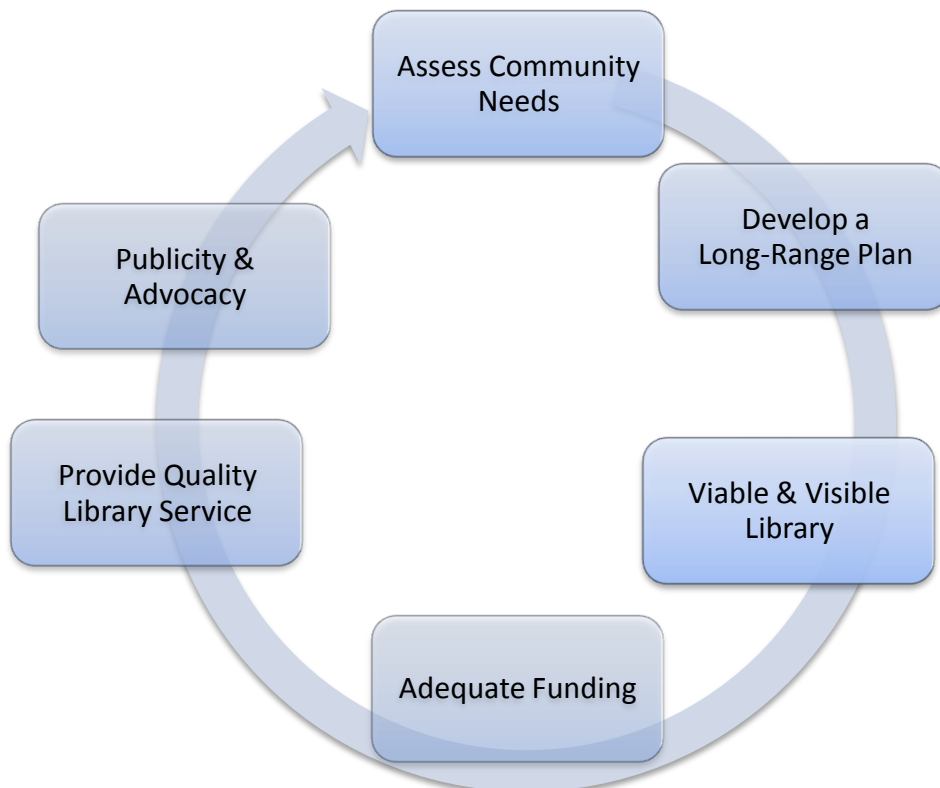 Assess Community
Needs
Develop a
Long-Range Plan
Viable & Visible
Library
Adequate Funding
Provide Quality
Library Service
Publicity &
Advocacy